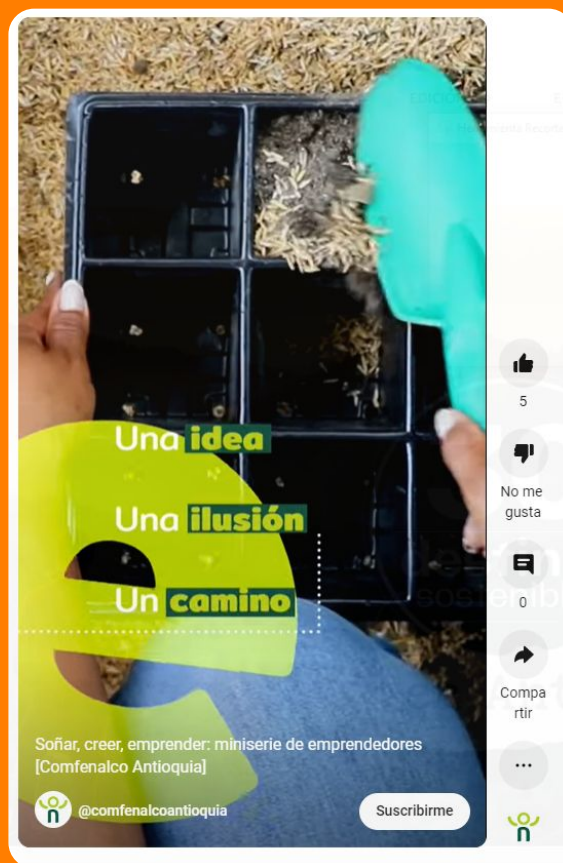 Una idea
Una ilusión
Un camino
Soñar, creer, emprender: miniserie de emprendedores
[Comfenalco Antioquia]
@comfenalcoantioquia
Suscribirme
5
No me
gusta
0
Compa
rtir